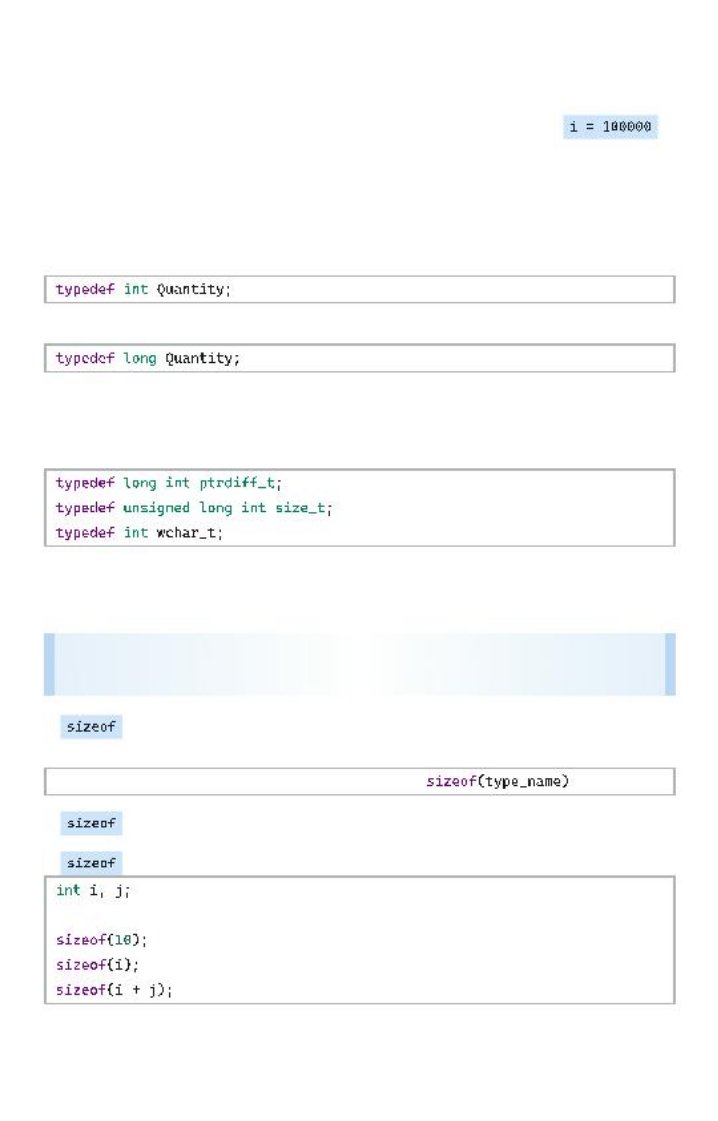 i = 100000
typedef int Quantity;
typedef long Quantity;
typedef long int ptrdiff_t;
typedef unsigned long int size_t;
typedef int wchar_t;
sizeof
sizeof(type_name)
sizeof
sizeof
int i, j;
sizeof(10);
sizeof(i);
sizeof(i + j);